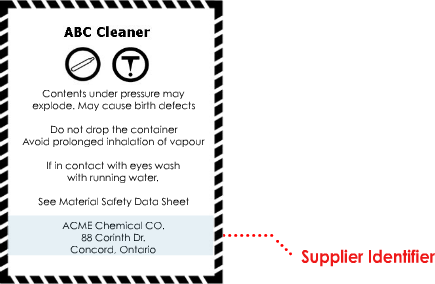 ABC Cleaner
Contents under pressure may
explode. May cause birth defects
Do not drop the container
Avoid prolonged inhalation of vapour
If in contact with eyes wash
with running water.
See Material Safety Data Sheet
ACME Chemical CO.
88 Corinth Dr.
Concord, Ontario
Supplier Identifier